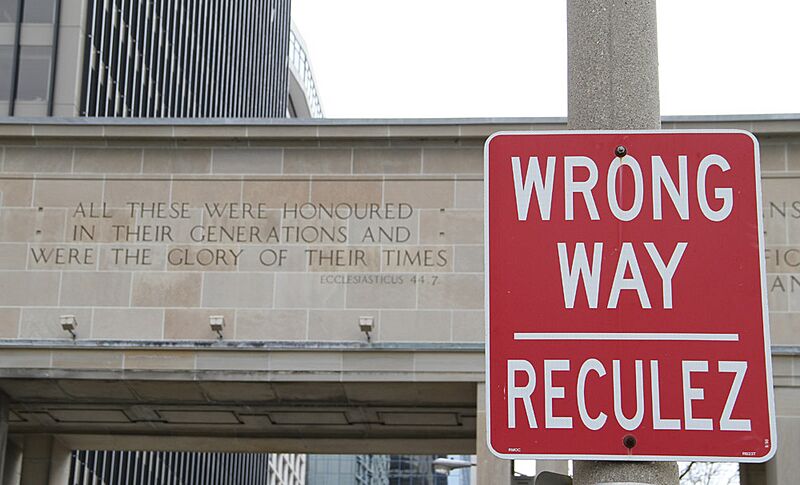 ALL THESE WERE HONOURED
IN THEIR GENERATIONS AND
WERE THE GLORY OF THEIR TIMES
ECCLESIASTICUS 44.7.
WRONG
WAY
RECULEZ
RMOC